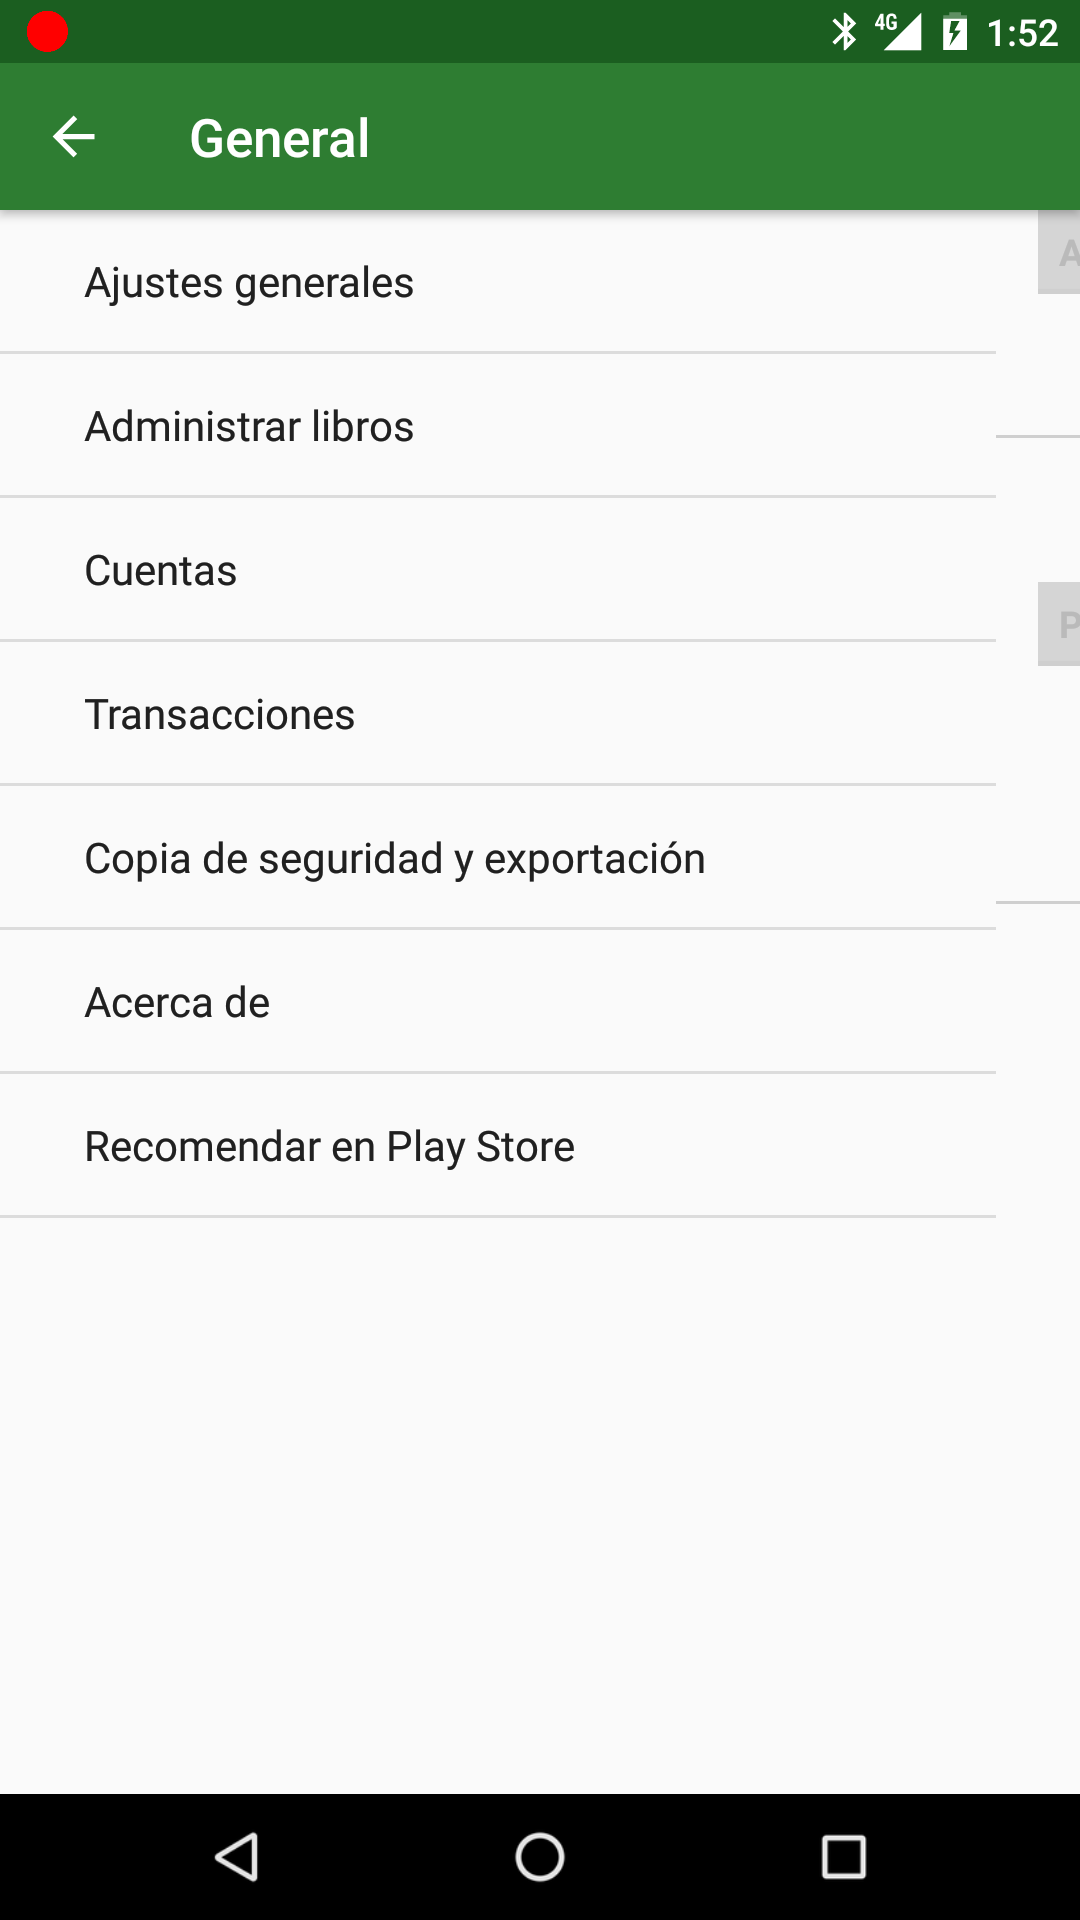 4G 1:52
General
Ajustes generales
A
Administrar libros
Cuentas
P
Transacciones
Copia de seguridad y exportación
Acerca de
Recomendar en Play Store